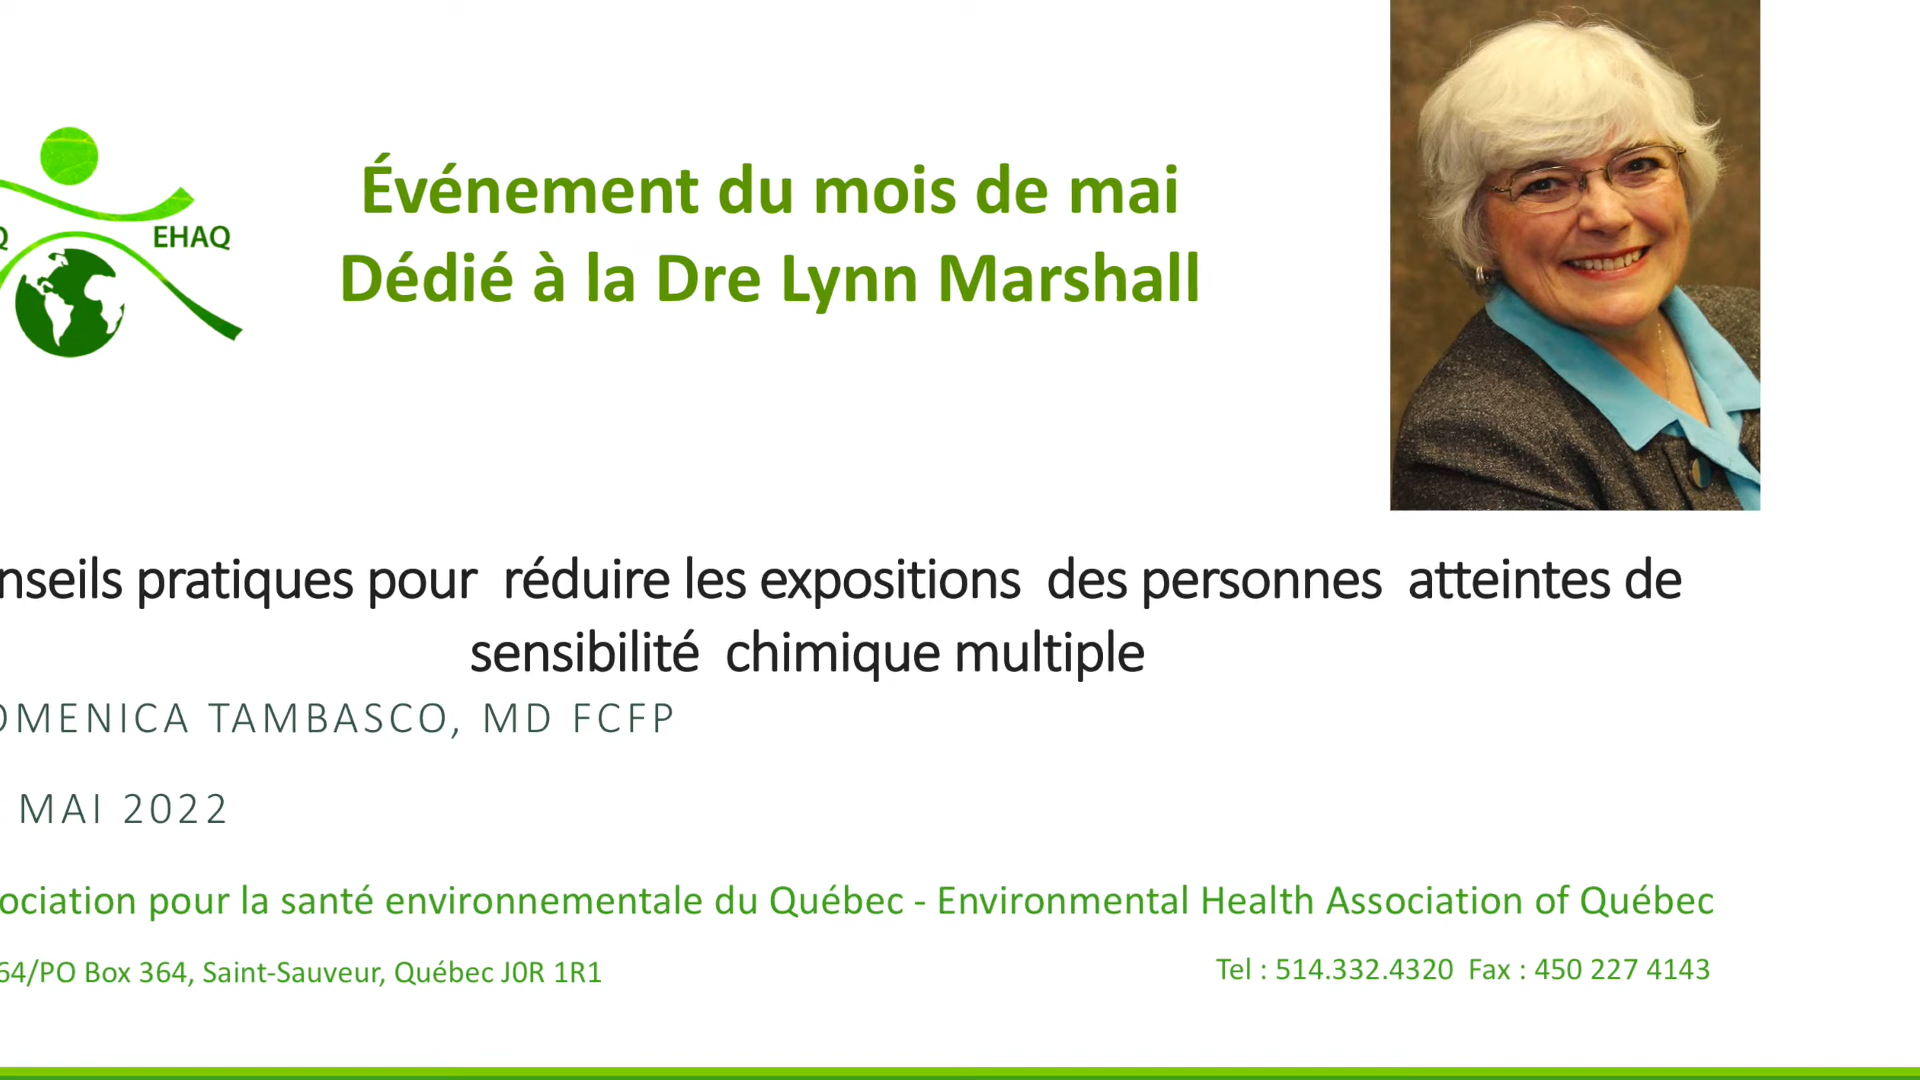 Événement du mois de mai
Dédié à la Dre Lynn Marshall
EHAQ
nseils pratiques pour réduire les expositions des personnes atteintes de
sensibilité chimique multiple
OMENICA TAMBASCO, MD FCFP
MAI 2022
ociation pour la santé environnementale du Québec - Environmental Health Association of Québec
64/PO Box 364, Saint-Sauveur, Québec J0R 1R1
Tel : 514.332.4320 Fax : 450 227 4143